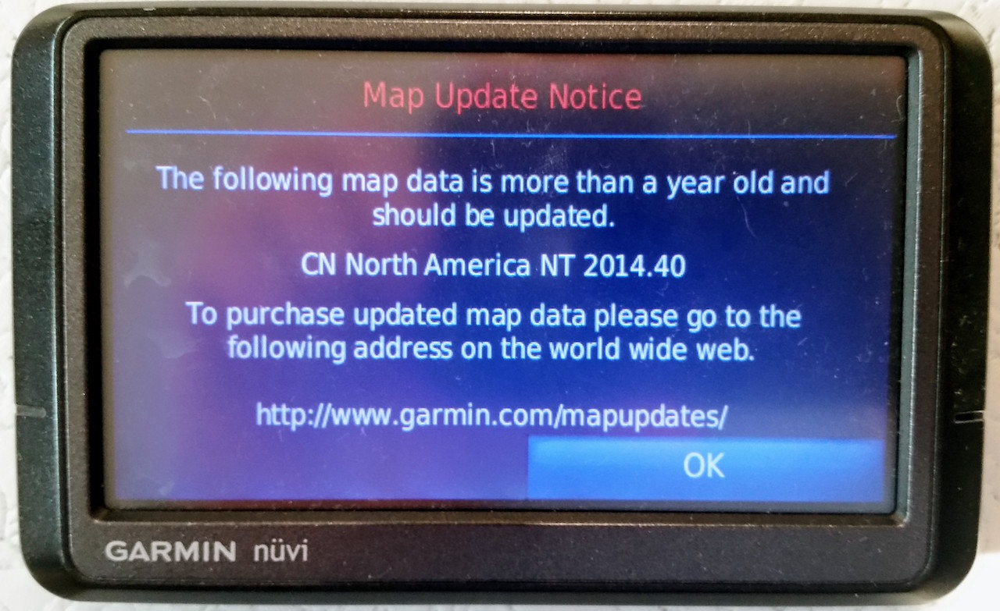 Map Update Notice
The following map data is more than a year old and
should be updated.
CN North America NT 2014.40
To purchase updated map data please go to the
following address on the world wide web.
http://www.garmin.com/mapupdates/
OK
GARMIN nüvi